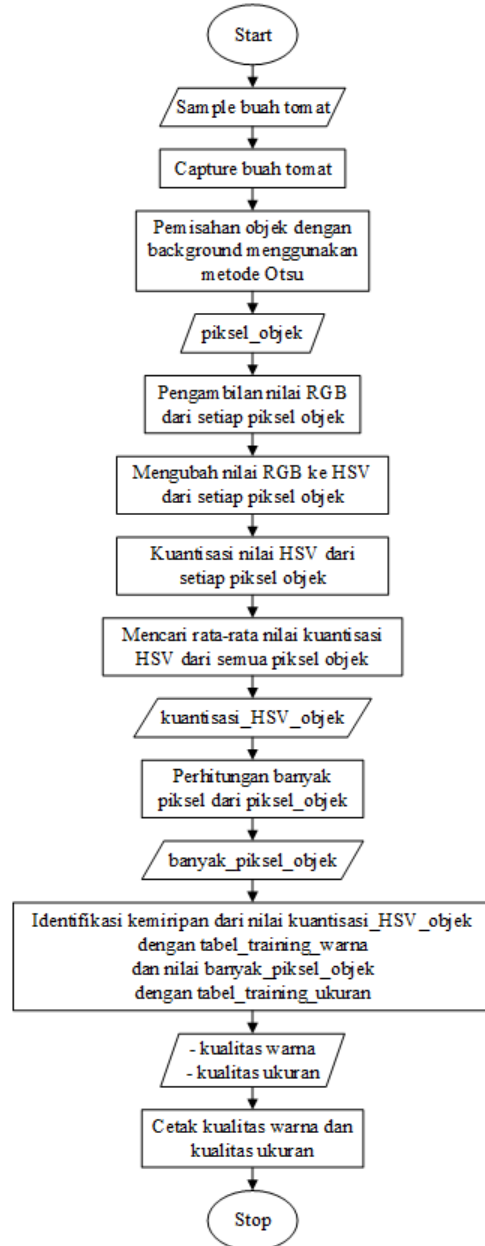 Start
Sample buah tomat
Capture buah tomat
Pemisahan objek dengan
background menggunakan
metode Otsu
piksel_objek
Pengambilan nilai RGB
dari setiap piksel objek
Mengubah nilai RGB ke HSV
dari setiap piksel objek
Kuantisasi nilai HSV dari
setiap piksel objek
Mencari rata-rata nilai kuantisasi
HSV dari semua piksel objek
kuantisasi_HSV_objek
Perhitungan banyak
piksel dari piksel_objek
banyak_piksel_objek
Identifikasi kemiripan dari nilai kuantisasi_HSV_objek
dengan tabel_training_warna
dan nilai banyak_piksel_objek
dengan tabel_training_ukuran
- kualitas warna
- kualitas ukuran
Cetak kualitas warna dan
kualitas ukuran
Stop